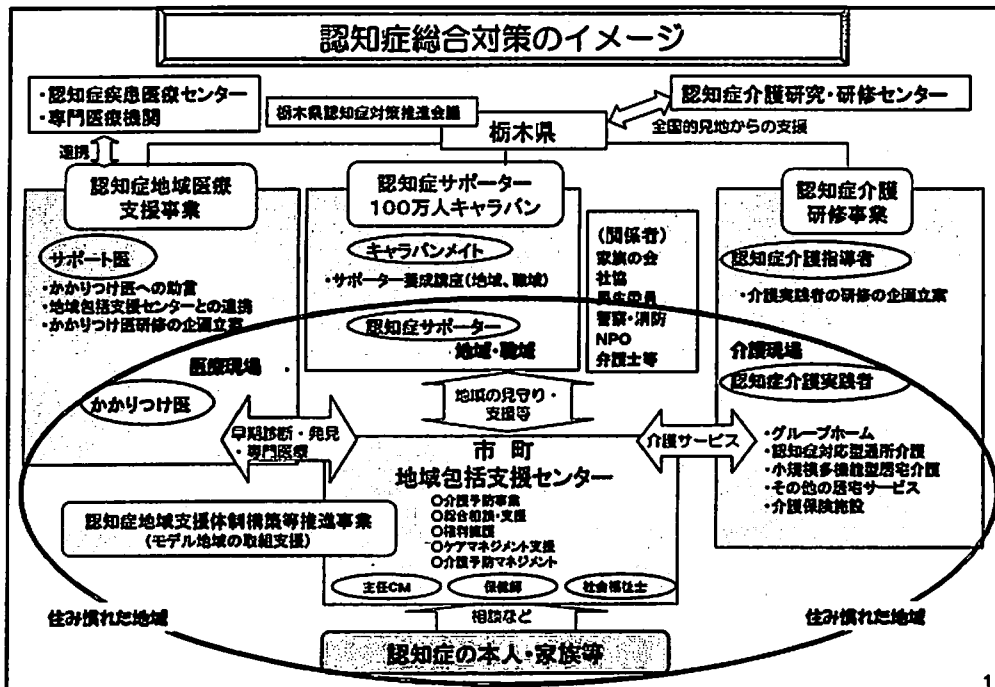 認知症総合対策のイメージ
・認知症疾患医療センター
・専門医療機関
栃木県認知症対策推進会議
栃木県
認知症介護研究・研修センター
全国的見地からの支援
連携
認知症地域医療
支援事業
サポート医
・かかりつけ医への助言
・地域包括支援センターとの連携
・かかりつけ医研修の企画立案
医療現場
かかりつけ医
認知症サポーター
100万人キャラバン
キャラバンメイト
・サポーター養成講座(地域、職域)
認知症サポーター
地域・職域
(関係者)
家族の会
社協
民生委員
警察・消防
NPO
介護士等
認知症介護
研修事業
認知症介護指導者
・介護実践者の研修の企画立案
介護現場
認知症介護実践者
・グループホーム
・認知症対応型通所介護
・小規模多機能型居宅介護
・その他の居宅サービス
・介護保険施設
地域の見守り・
支援等
早期診断・発見
・専門医療
介護サービス
市 町
地域包括支援センター
○介護予防事業
○総合相談・支援
○権利擁護
○ケアマネジメント支援
○介護予防マネジメント
主任CM
保健師
社会福祉士
認知症地域支援体制構築等推進事業
(モデル地域の取組支援)
住み慣れた地域
住み慣れた地域
相談など
認知症の本人・家族等
1